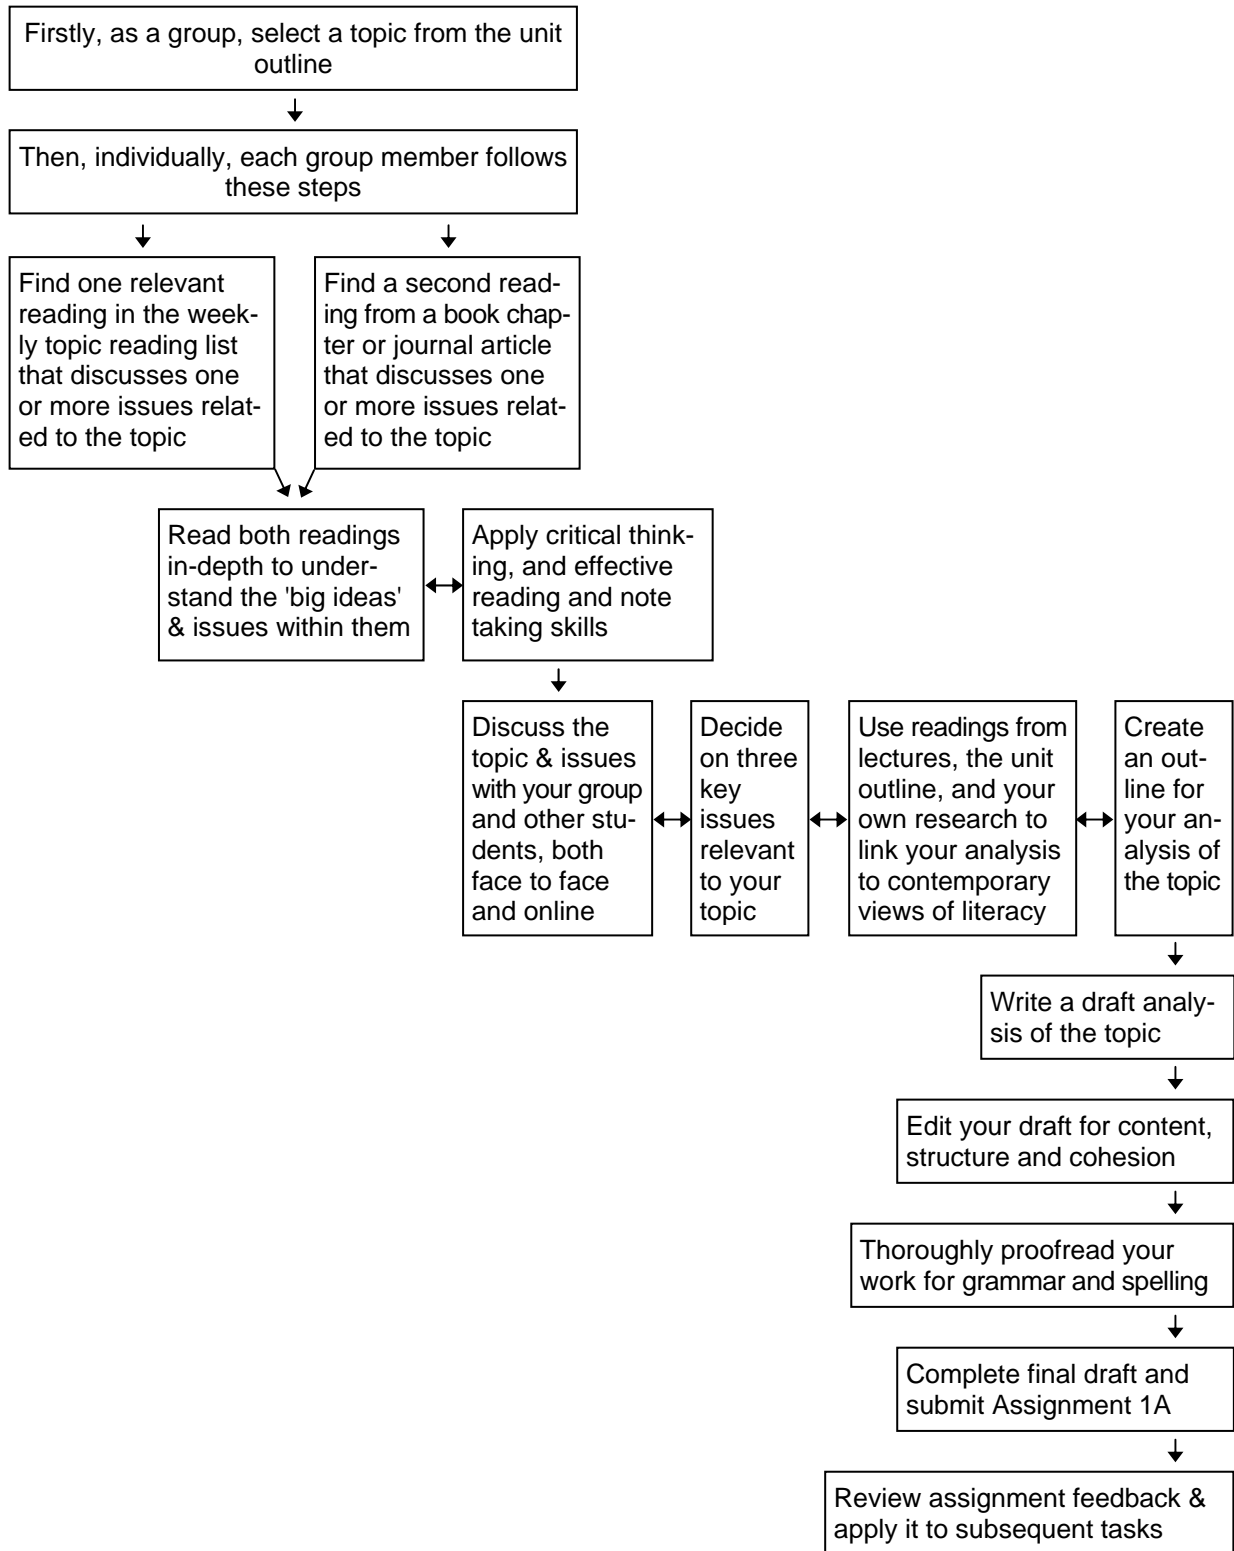 Firstly, as a group, select a topic from the unit
outline
Then, individually, each group member follows
these steps
Find one relevant
reading in the week-
ly topic reading list
that discusses one
or more issues relat-
ed to the topic
Find a second read-
ing from a book chap-
ter or journal article
that discusses one
or more issues relat-
ed to the topic
Read both readings
in-depth to under-
stand the 'big ideas'
& issues within them
Apply critical think-
ing, and effective
reading and note
taking skills
Discuss the
topic & issues
with your group
and other stu-
dents, both
face to face
and online
Decide
on three
key
issues
relevant
to your
topic
Use readings from
lectures, the unit
outline, and your
own research to
link your analysis
to contemporary
views of literacy
Create
an out-
line for
your an-
alysis of
the topic
Write a draft analy-
sis of the topic
Edit your draft for content,
structure and cohesion
Thoroughly proofread your
work for grammar and spelling
Complete final draft and
submit Assignment 1A
Review assignment feedback &
apply it to subsequent tasks